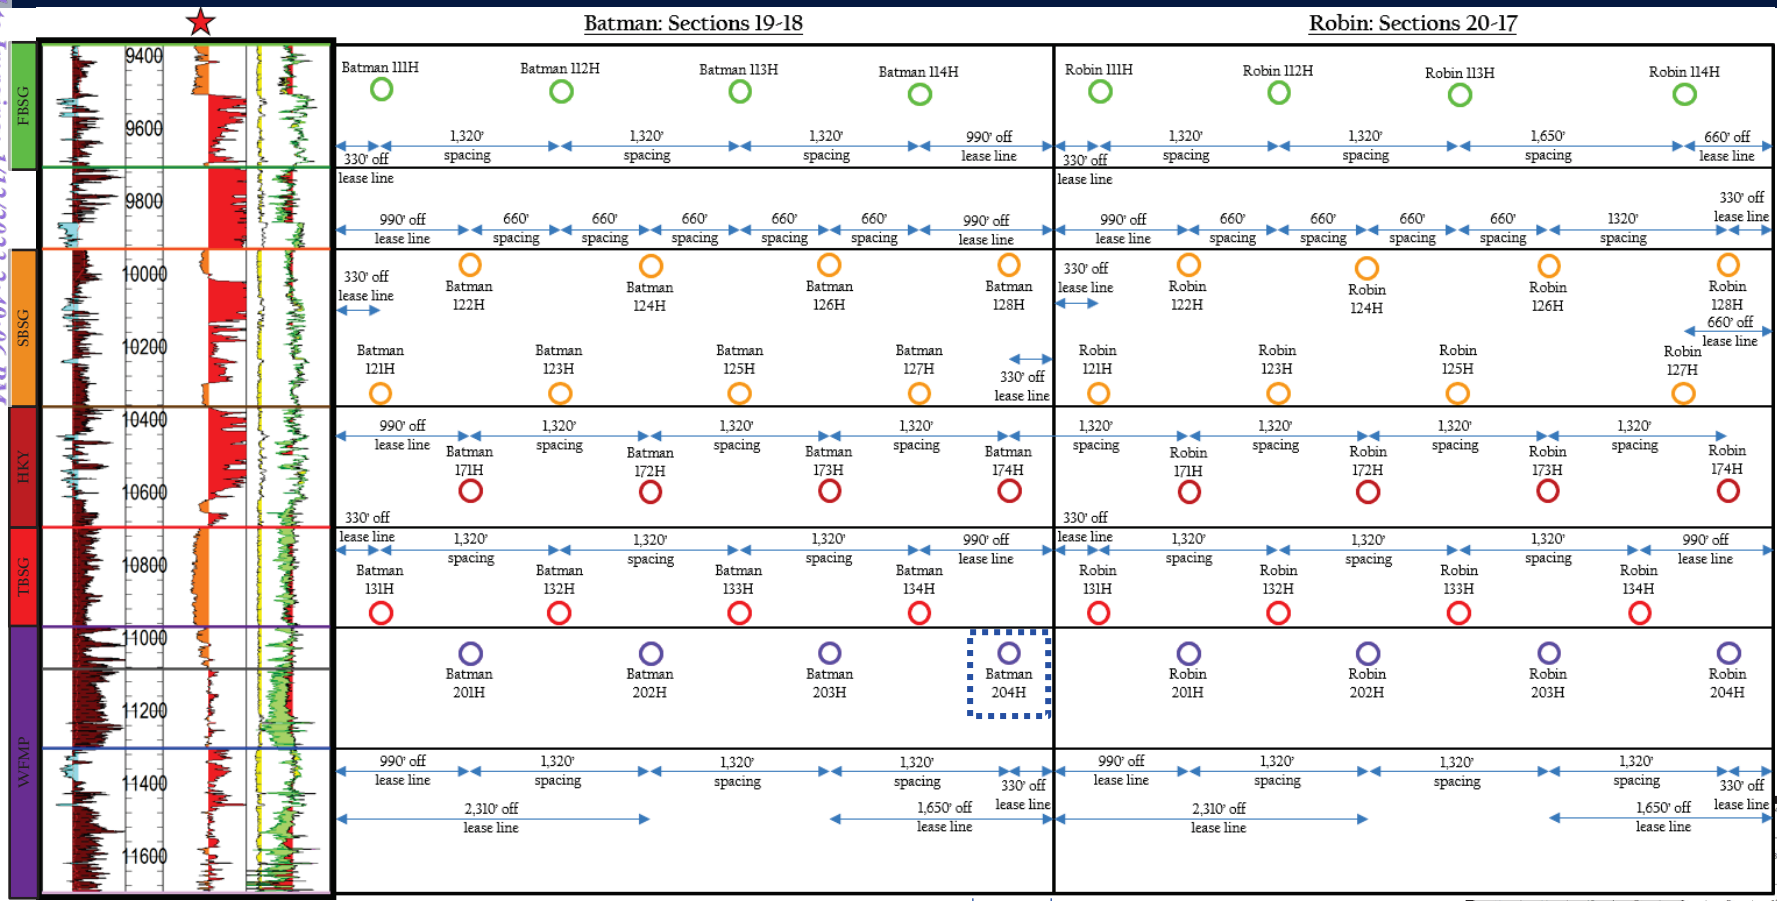 Batman: Sections 19-18
Robin: Sections 20-17
FBSG
SBSG
HKY
TBSG
WFMP
9400
9600
9800
10000
10200
10400
10600
10800
11000
11200
11400
11600
Batman 111H
Batman 112H
Batman 113H
Batman 114H
Robin 111H
Robin 112H
Robin 113H
Robin 114H
330' off
lease line
1,320'
spacing
1,320'
spacing
1,320'
spacing
990' off
lease line
330' off
lease line
1,320'
spacing
1,320'
spacing
1,650'
spacing
660' off
lease line
990' off
lease line
660'
spacing
660'
spacing
660'
spacing
660'
spacing
660'
spacing
990' off
lease line
990' off
lease line
660'
spacing
660'
spacing
660'
spacing
660'
spacing
1320'
spacing
330' off
lease line
330' off
lease line
Batman
122H
Batman
124H
Batman
126H
Batman
128H
330' off
lease line
Robin
122H
Robin
124H
Robin
126H
Robin
128H
660' off
lease line
Batman
121H
Batman
123H
Batman
125H
Batman
127H
330' off
lease line
Robin
121H
Robin
123H
Robin
125H
Robin
127H
990' off
lease line
1,320'
spacing
1,320'
spacing
1,320'
spacing
1,320'
spacing
1,320'
spacing
1,320'
spacing
1,320'
spacing
Batman
171H
Batman
172H
Batman
173H
Batman
174H
Robin
171H
Robin
172H
Robin
173H
Robin
174H
330' off
lease line
1,320'
spacing
1,320'
spacing
1,320'
spacing
990' off
lease line
330' off
lease line
1,320'
spacing
1,320'
spacing
1,320'
spacing
990' off
lease line
Batman
131H
Batman
132H
Batman
133H
Batman
134H
Robin
131H
Robin
132H
Robin
133H
Robin
134H
Batman
201H
Batman
202H
Batman
203H
Batman
204H
Robin
201H
Robin
202H
Robin
203H
Robin
204H
990' off
lease line
1,320'
spacing
1,320'
spacing
1,320'
spacing
330' off
lease line
990' off
lease line
1,320'
spacing
1,320'
spacing
1,320'
spacing
330' off
lease line
2,310' off
lease line
1,650' off
lease line
2,310' off
lease line
1,650' off
lease line